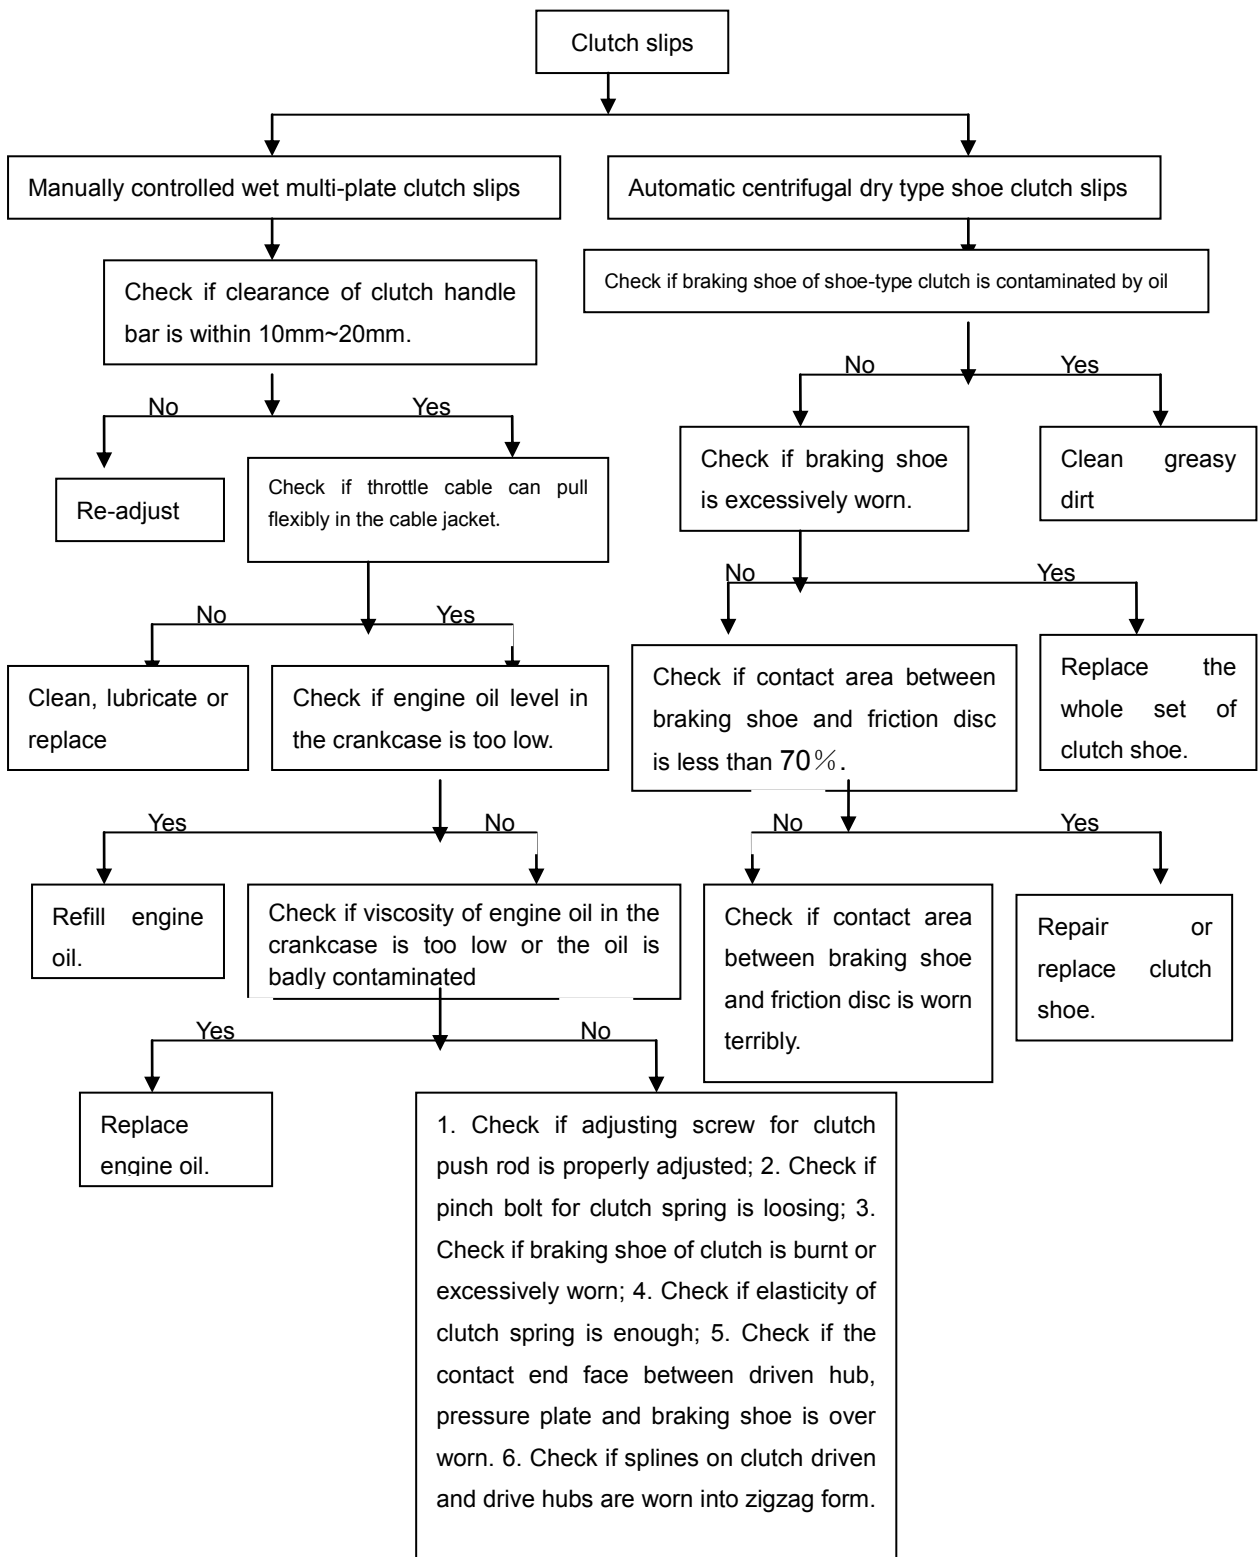 Clutch slips
Manually controlled wet multi-plate clutch slips
Automatic centrifugal dry type shoe clutch slips
Check if clearance of clutch handle
bar is within 10mm~20mm.
Check if braking shoe of shoe-type clutch is contaminated by oil
No
Yes
No
Yes
Re-adjust
Check if throttle cable can pull
flexibly in the cable jacket.
Check if braking shoe
is excessively worn.
Clean greasy
dirt
No
Yes
No
Yes
Clean, lubricate or
replace
Check if engine oil level in
the crankcase is too low.
Check if contact area between
braking shoe and friction disc
is less than 70%.
Replace the
whole set of
clutch shoe.
Yes
No
No
Yes
Refill engine
oil.
Check if viscosity of engine oil in the
crankcase is too low or the oil is
badly contaminated
Check if contact area
between braking shoe
and friction disc is worn
terribly.
Repair or
replace clutch
shoe.
Yes
No
Replace
engine oil.
1. Check if adjusting screw for clutch
push rod is properly adjusted; 2. Check if
pinch bolt for clutch spring is loosing; 3.
Check if braking shoe of clutch is burnt or
excessively worn; 4. Check if elasticity of
clutch spring is enough; 5. Check if the
contact end face between driven hub,
pressure plate and braking shoe is over
worn. 6. Check if splines on clutch driven
and drive hubs are worn into zigzag form.